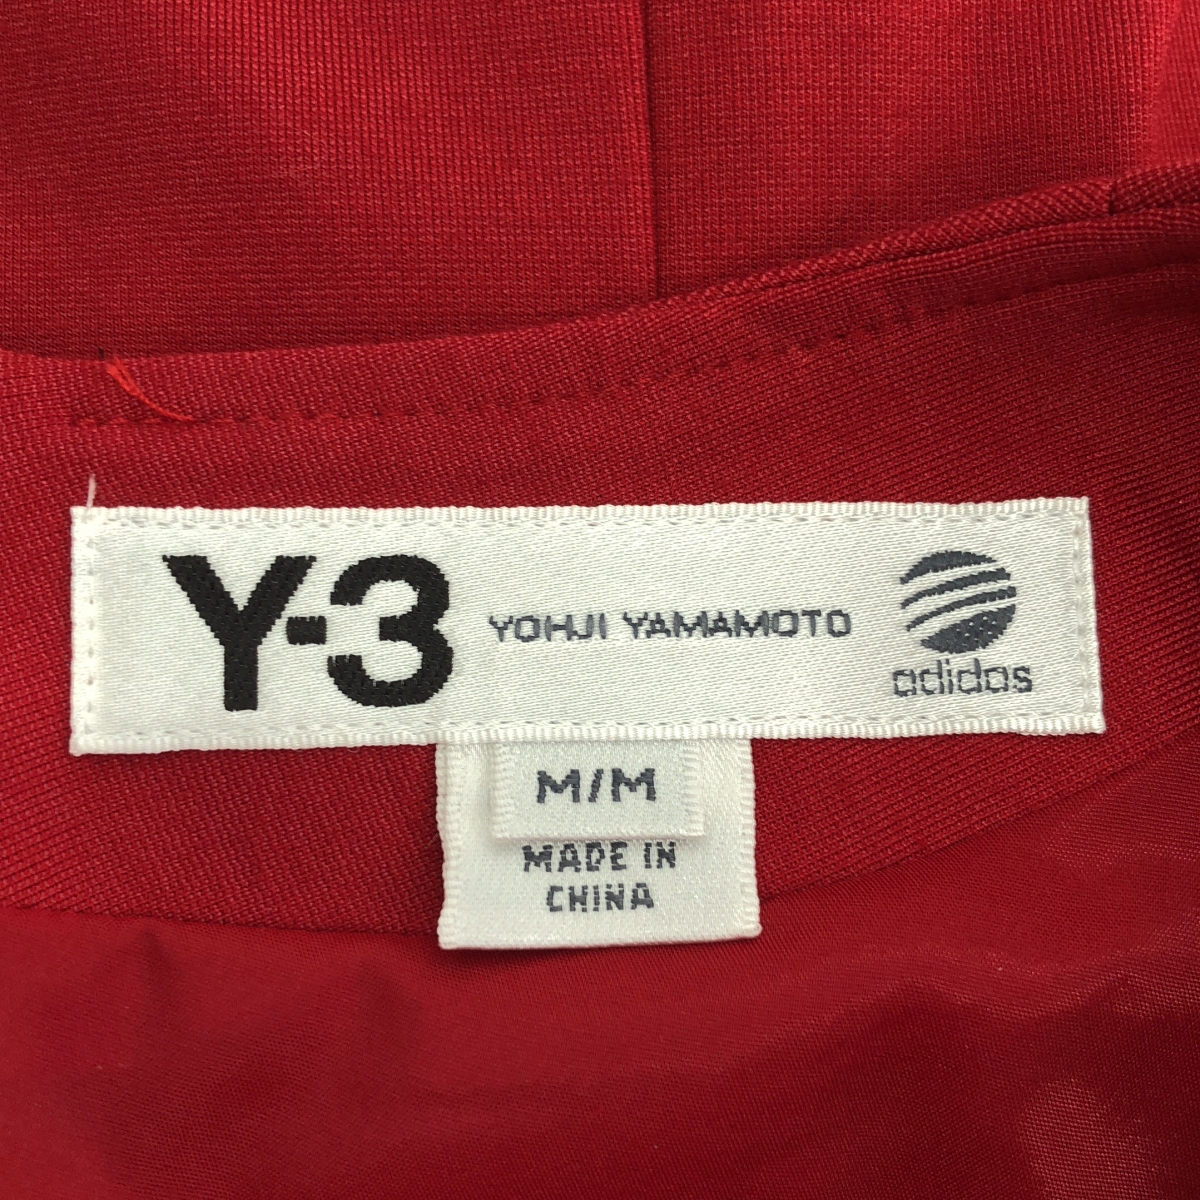 Y-3 YOHJI YAMAMOTO adidas
M/M
MADE IN
CHINA